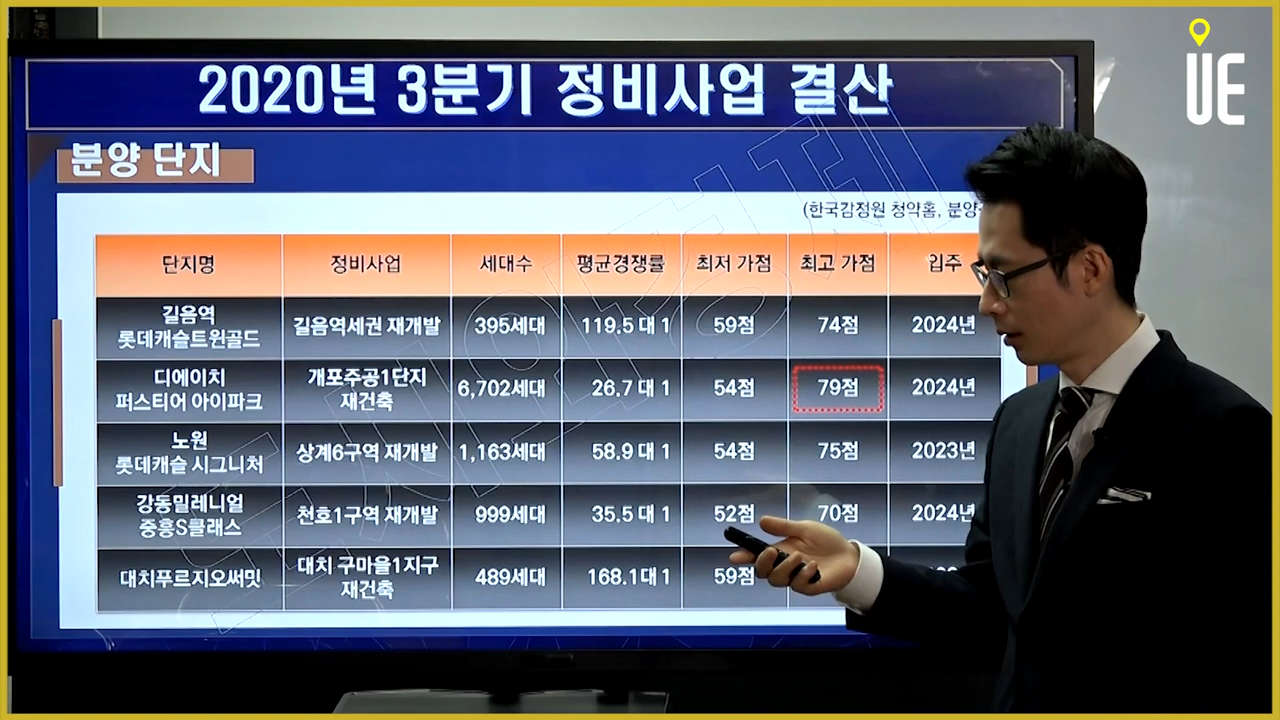 UE
2020년 3분기 정비사업 결산
분양 단지
(한국감정원 청약홈, 분양
단지명 정비사업 세대수 평균경쟁률 최저 가점 최고 가점 입주
길음역
롯데캐슬트윈골드 길음역세권 재개발 395세대 119.5 대 1 59점 74점 2024년
디에이치
퍼스티어 아이파크 개포주공1단지
재건축 6,702세대 26.7 대 1 54점 79점 2024년
노원
롯데캐슬 시그니처 상계6구역 재개발 1,163세대 58.9 대 1 54점 75점 2023년
강동밀레니얼
중흥S클래스 천호1구역 재개발 999세대 35.5 대 1 52점 70점 2024년
대치푸르지오써밋 대치 구마을1지구
재건축 489세대 168.1대 1 59점